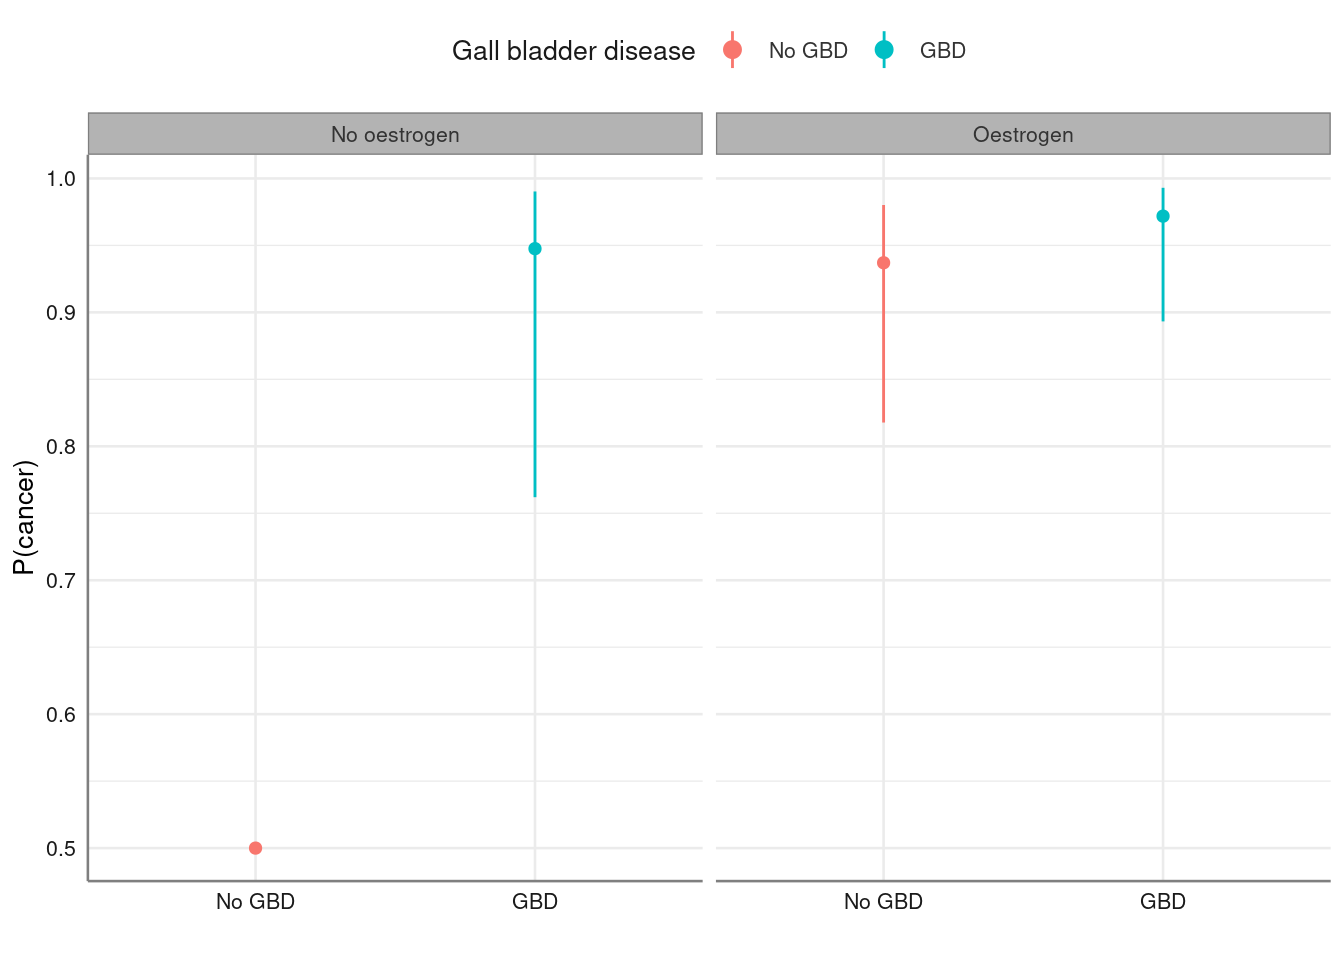 Gall bladder disease No GBD GBD
No oestrogen Oestrogen
1.0
0.9
0.8
0.7
0.6
0.5
P(cancer)
No GBD GBD No GBD GBD